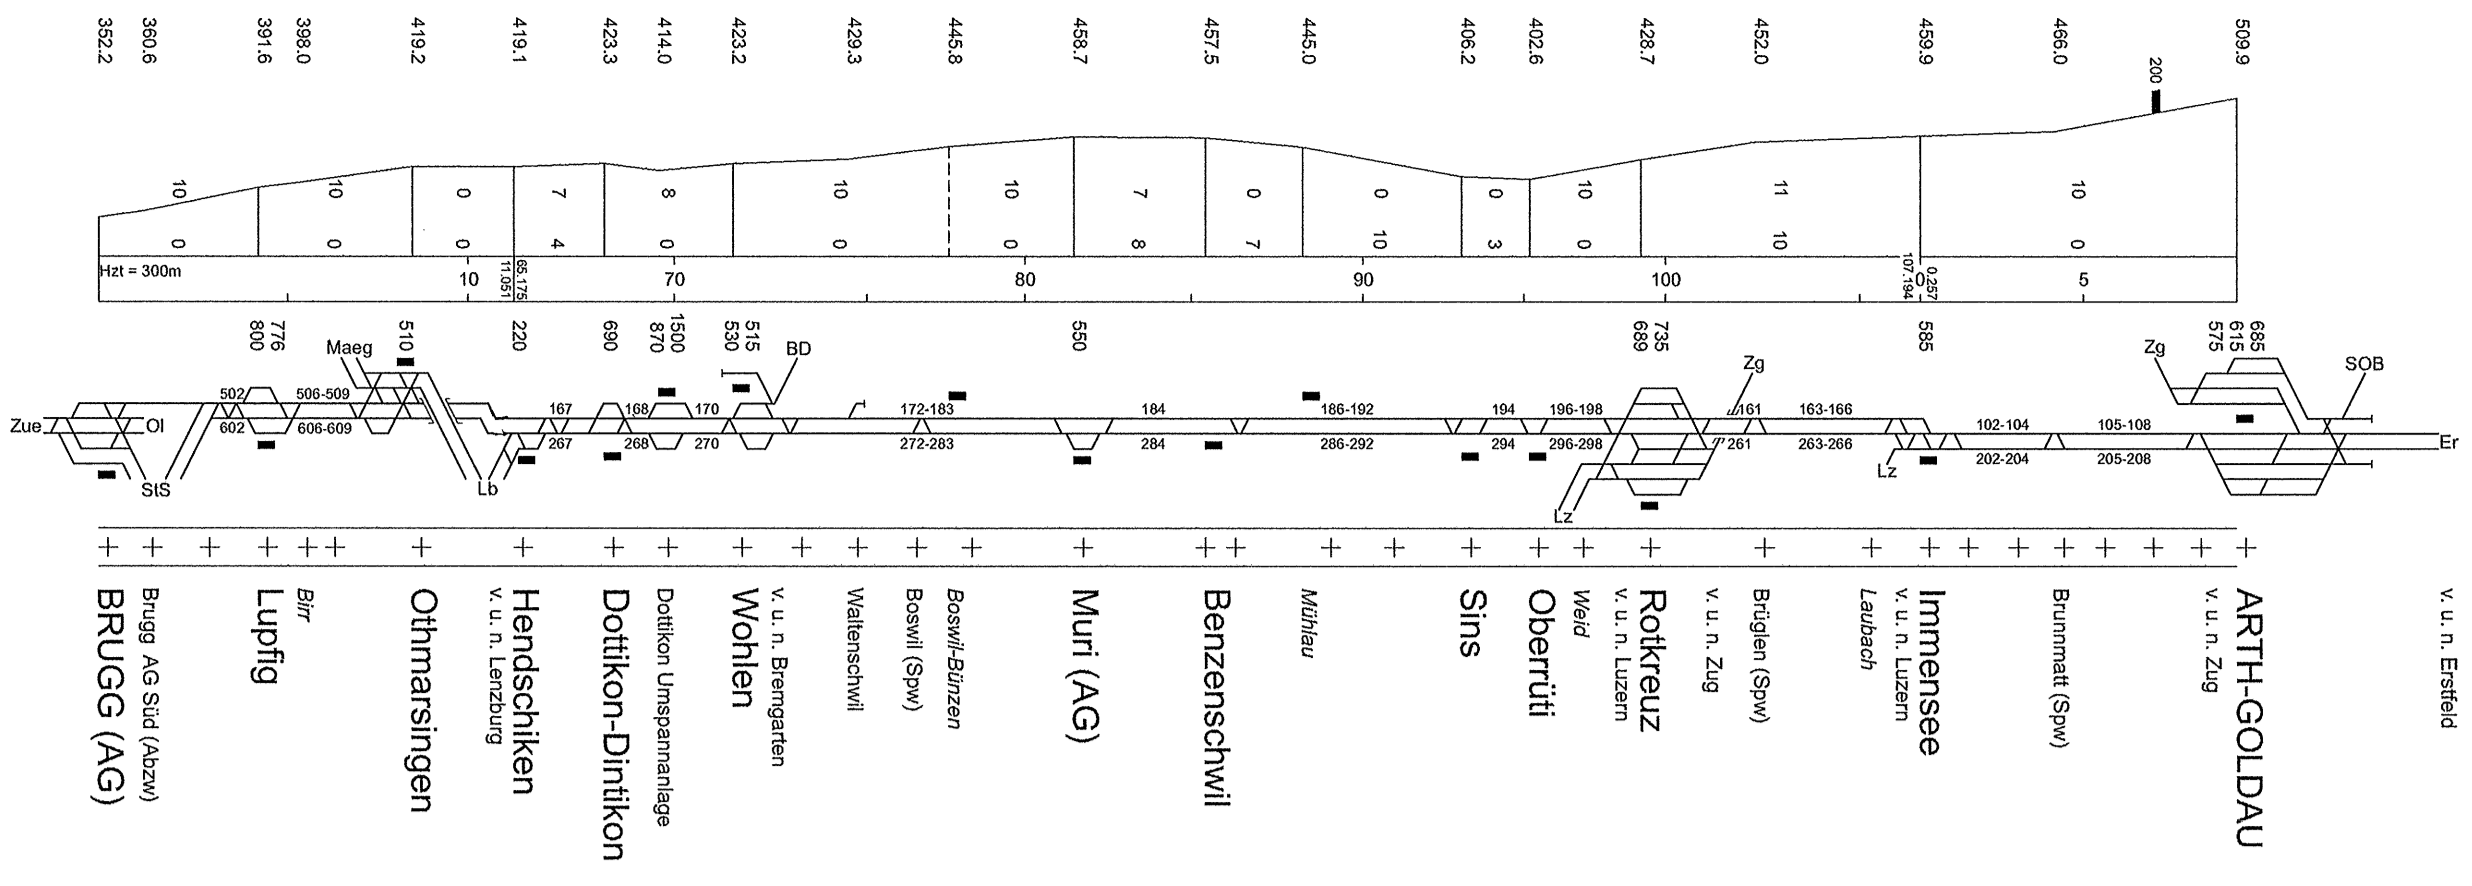 352.2
360.6
391.6
398.0
419.2
419.1
423.3
414.0
423.2
429.3
445.8
458.7
457.5
445.0
406.2
402.6
428.7
452.0
459.9
466.0
200
509.9
10 10 0 7 8 10 10 7 0 0 0 10 11 10
0 0 0 4 0 0 0 8 7 10 3 0 10 0
Hzt = 300m
10
11.051
65.175
70
80
90
100
107.194
0
0.257
5
800
776
510
220
690
870
1500
530
515
550
689
735
585
575
615
685
Maeg
BD
Zg
Zg
SOB
502
506-509
167
168
170
172-183
184
186-192
194
196-198
161
163-166
102-104
105-108
Zue
Ol
602
606-609
267
268
270
272-283
284
286-292
294
296-298
261
263-266
202-204
205-208
Er
StS
Lb
Lz
Lz
BRUGG (AG)
Brugg AG Süd (Abzw)
Lupfig
Birr
Othmarsingen
v. u. n. Lenzburg
Hendschiken
Dottikon-Dintikon
Dottikon Umspannanlage
Wohlen
v. u. n. Bremgarten
Waltenschwil
Boswil (Spw)
Boswil-Bünzen
Muri (AG)
Benzenschwil
Mühlau
Sins
Oberrüti
Weid
v. u. n. Luzern
Rotkreuz
v. u. n. Zug
Brüglen (Spw)
Laubach
v. u. n. Luzern
Immensee
Brunnmatt (Spw)
v. u. n. Zug
ARTH-GOLDAU
v. u. n. Erstfeld